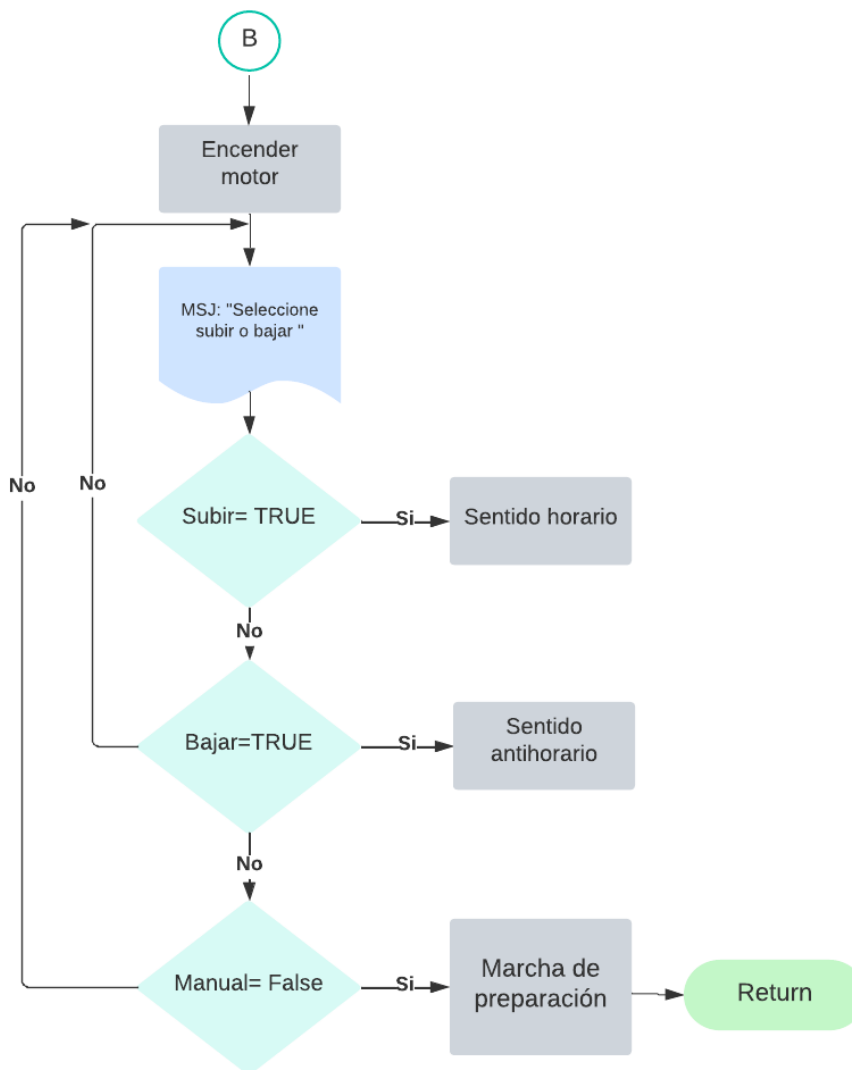 B
Encender
motor
MSJ: "Seleccione
subir o bajar "
No
No
Subir= TRUE
Si
Sentido horario
No
Bajar=TRUE
Si
Sentido
antihorario
No
Manual= False
Si
Marcha de
preparación
Return